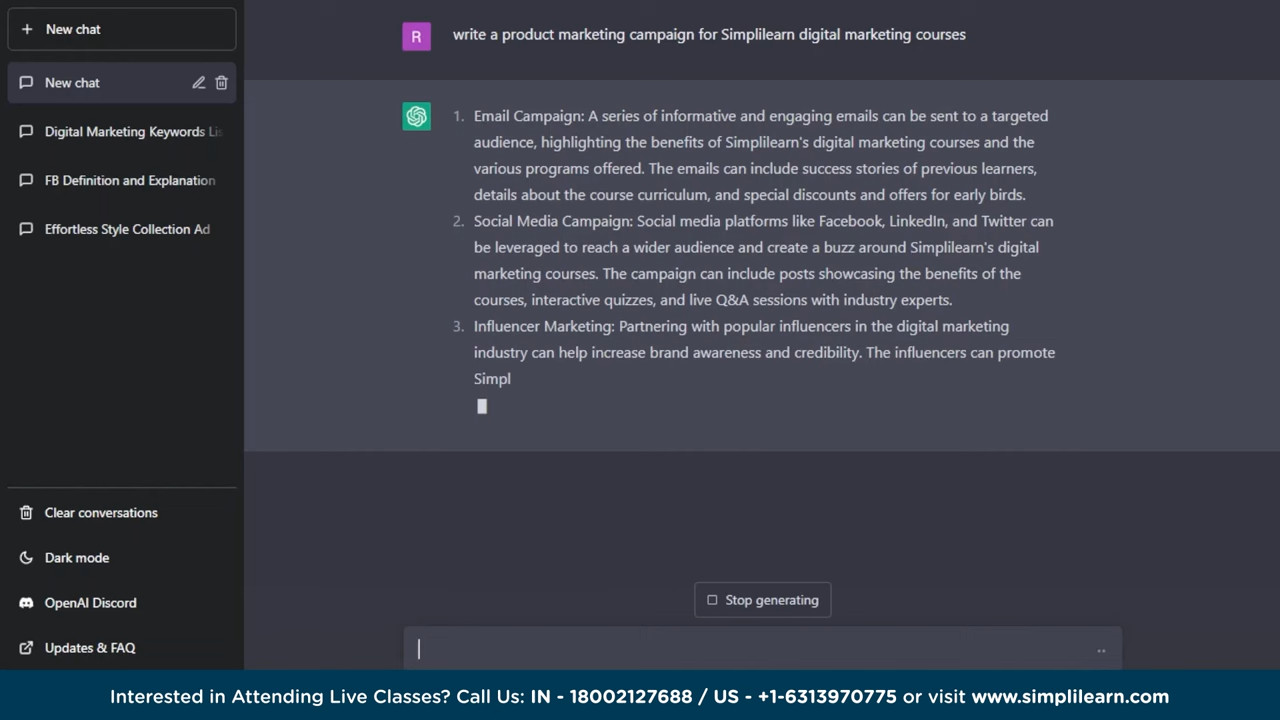 New chat
New chat
Digital Marketing Keywords Lis
FB Definition and Explanation
Effortless Style Collection Ad
Clear conversations
Dark mode
OpenAI Discord
Updates & FAQ
R
write a product marketing campaign for Simplilearn digital marketing courses
1. Email Campaign: A series of informative and engaging emails can be sent to a targeted
audience, highlighting the benefits of Simplilearn's digital marketing courses and the
various programs offered. The emails can include success stories of previous learners,
details about the course curriculum, and special discounts and offers for early birds.
2. Social Media Campaign: Social media platforms like Facebook, LinkedIn, and Twitter can
be leveraged to reach a wider audience and create a buzz around Simplilearn's digital
marketing courses. The campaign can include posts showcasing the benefits of the
courses, interactive quizzes, and live Q&A sessions with industry experts.
3. Influencer Marketing: Partnering with popular influencers in the digital marketing
industry can help increase brand awareness and credibility. The influencers can promote
Simpl
Stop generating
Interested in Attending Live Classes? Call Us: IN - 18002127688 / US - +1-6313970775 or visit www.simplilearn.com